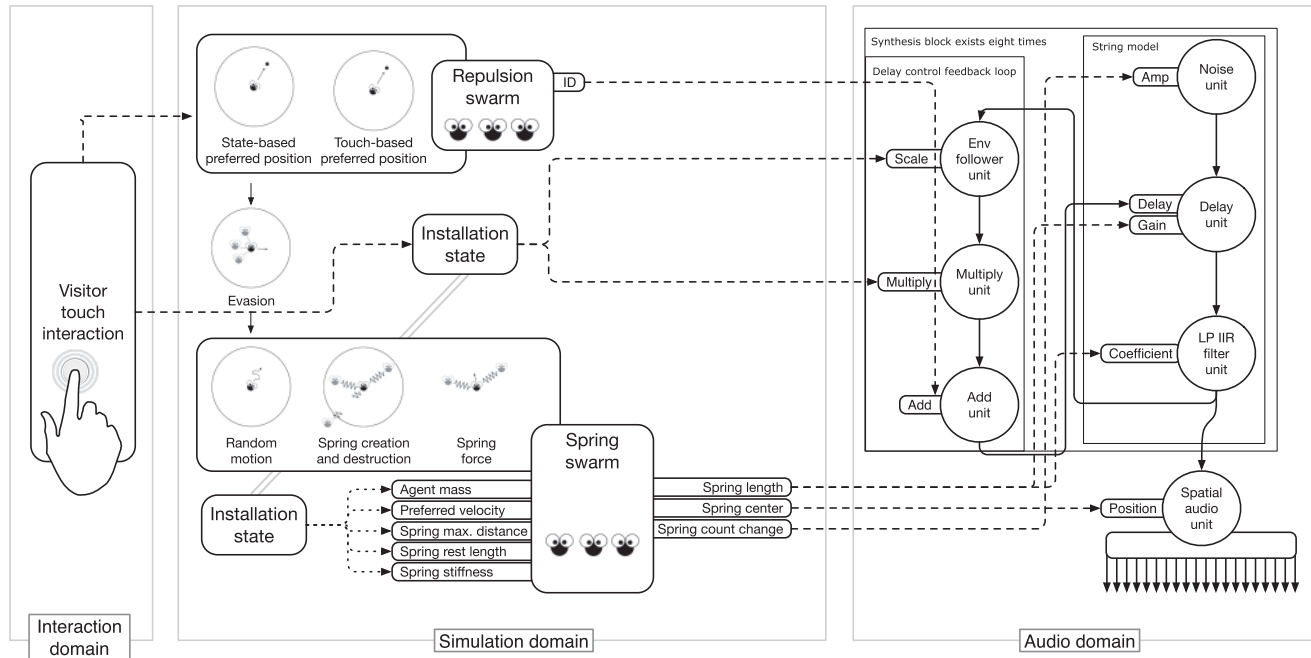 Visitor
touch
interaction
Interaction
domain
State-based
preferred position
Touch-based
preferred position
Repulsion
swarm
ID
Evasion
Installation
state
Random
motion
Spring creation
and destruction
Spring
force
Spring
swarm
Installation
state
Agent mass
Preferred velocity
Spring max. distance
Spring rest length
Spring stiffness
Spring length
Spring center
Spring count change
Simulation domain
Synthesis block exists eight times
Delay control feedback loop
Scale
Env
follower
unit
Multiply
Multiply
unit
Add
Add
unit
String model
Amp
Noise
unit
Delay
Gain
Delay
unit
Coefficient
LP IIR
filter
unit
Position
Spatial
audio
unit
Audio domain